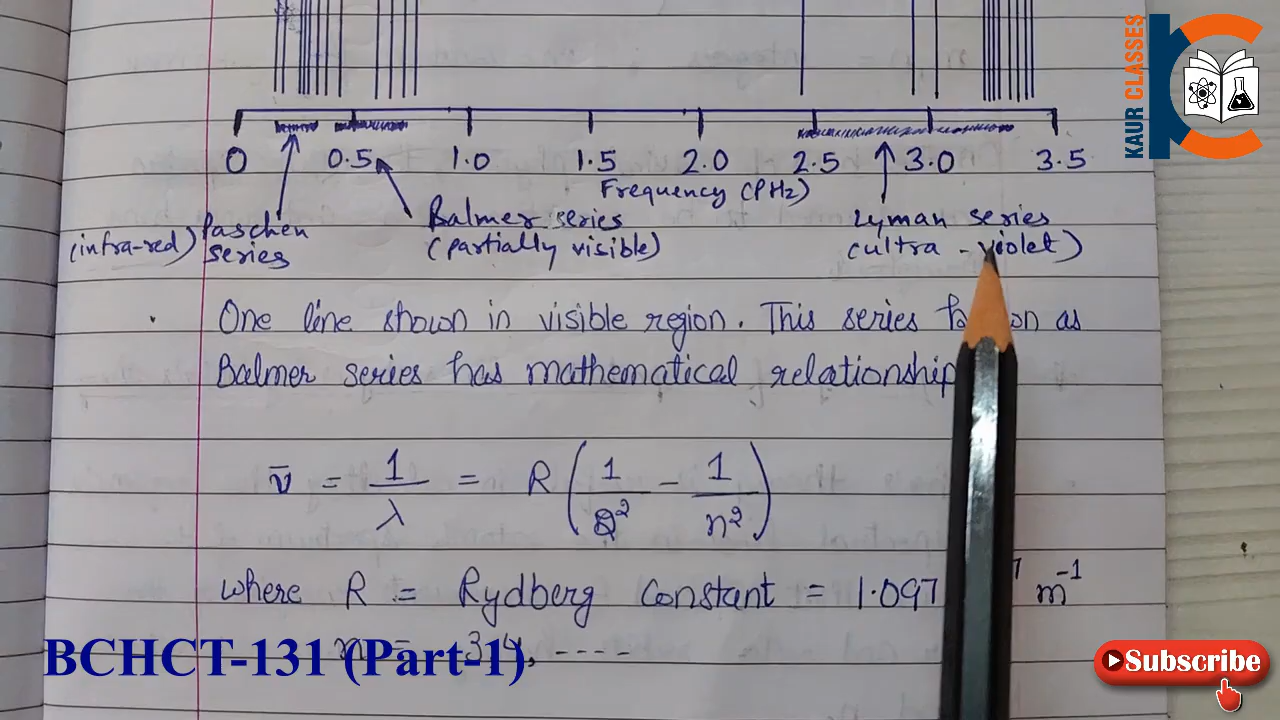 KAUR CLASSES
0 0.5 1.0 1.5 2.0 2.5 3.0 3.5
Frequency (PHz)
(infra-red) Paschen series
Balmer series
(partially visible)
Lyman series
(ultra - violet)
One line shown in visible region. This series as
Balmer series has mathematical relationship
ν̄ = 1/λ = R(1/2² - 1/n²)
where R = Rydberg Constant = 1.097 m⁻¹
n = 3,4, ----
BCHCT-131 (Part-1)
Subscribe